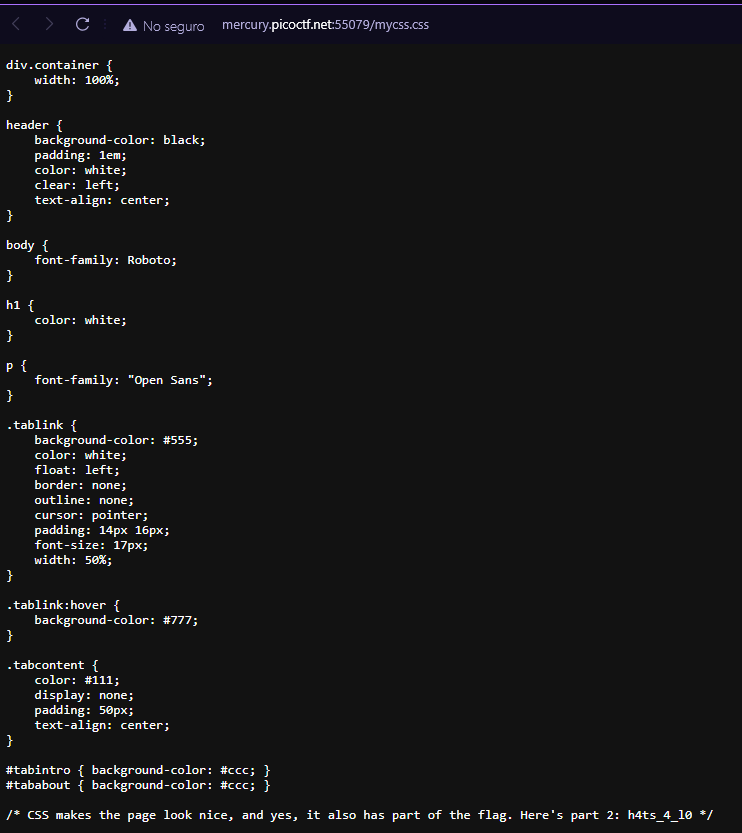 No seguro mercury.picoctf.net:55079/mycss.css
div.container {
    width: 100%;
}
header {
    background-color: black;
    padding: 1em;
    color: white;
    clear: left;
    text-align: center;
}
body {
    font-family: Roboto;
}
h1 {
    color: white;
}
p {
    font-family: "Open Sans";
}
.tablink {
    background-color: #555;
    color: white;
    float: left;
    border: none;
    outline: none;
    cursor: pointer;
    padding: 14px 16px;
    font-size: 17px;
    width: 50%;
}
.tablink:hover {
    background-color: #777;
}
.tabcontent {
    color: #111;
    display: none;
    padding: 50px;
    text-align: center;
}
#tabintro { background-color: #ccc; }
#tababout { background-color: #ccc; }
/* CSS makes the page look nice, and yes, it also has part of the flag. Here's part 2: h4ts_4_l0 */